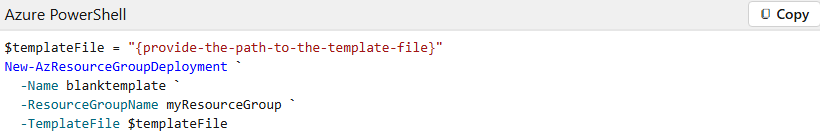 Azure PowerShell
Copy
$templateFile = "{provide-the-path-to-the-template-file}"
New-AzResourceGroupDeployment `
  -Name blanktemplate `
  -ResourceGroupName myResourceGroup `
  -TemplateFile $templateFile